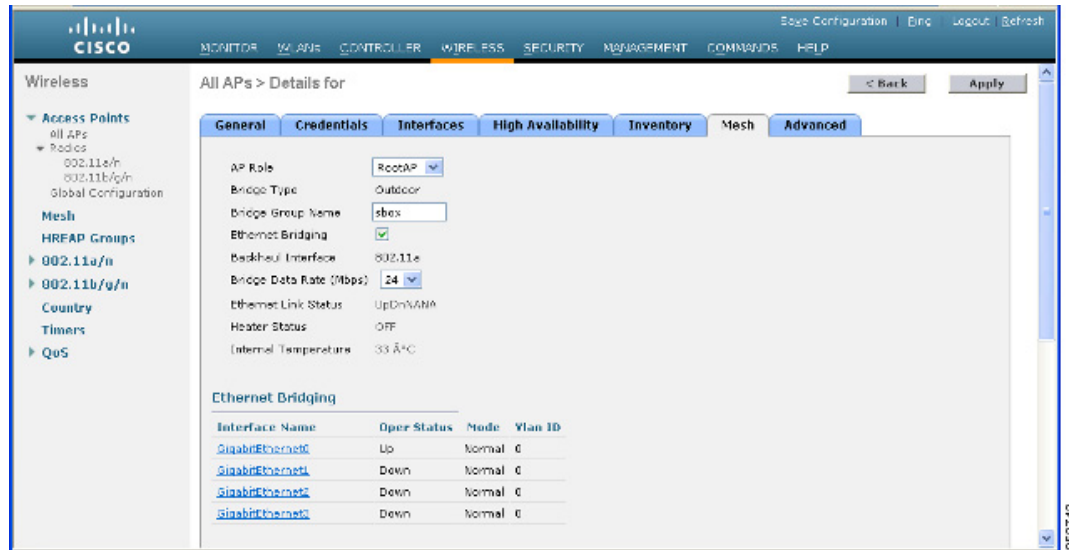 Save Configuration | Ping | Logout | Refresh
CISCO
MONITOR WLANs CONTROLLER WIRELESS SECURITY MANAGEMENT COMMANDS HELP
Wireless
All APs > Details for
< Back
Apply
Access Points
All APs
Radios
802.11a/n
802.11b/g/n
Global Configuration
Mesh
HREAP Groups
802.11a/n
802.11b/g/n
Country
Timers
QoS
General Credentials Interfaces High Availability Inventory Mesh Advanced
AP Role RootAP
Bridge Type Outdoor
Bridge Group Name sbox
Ethernet Bridging
Backhaul Interface 802.11a
Bridge Data Rate (Mbps) 24
Ethernet Link Status UpDnNANA
Heater Status OFF
Internal Temperature 33 Â°C
Ethernet Bridging
Interface Name Oper Status Mode Vlan ID
GigabitEthernet0 Up Normal 0
GigabitEthernet1 Down Normal 0
GigabitEthernet2 Down Normal 0
GigabitEthernet3 Down Normal 0